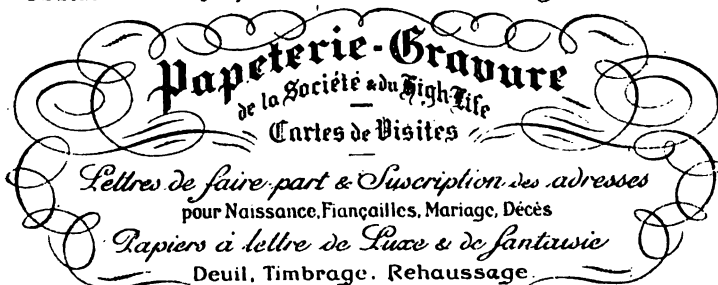 Papeterie-Gravure
de la Société & du High Life
Cartes de Visites
Lettres de faire-part & Suscription des adresses
pour Naissance, Fiançailles, Mariage, Décès
Papiers à lettre de Luxe & de fantaisie
Deuil, Timbrage. Rehaussage.